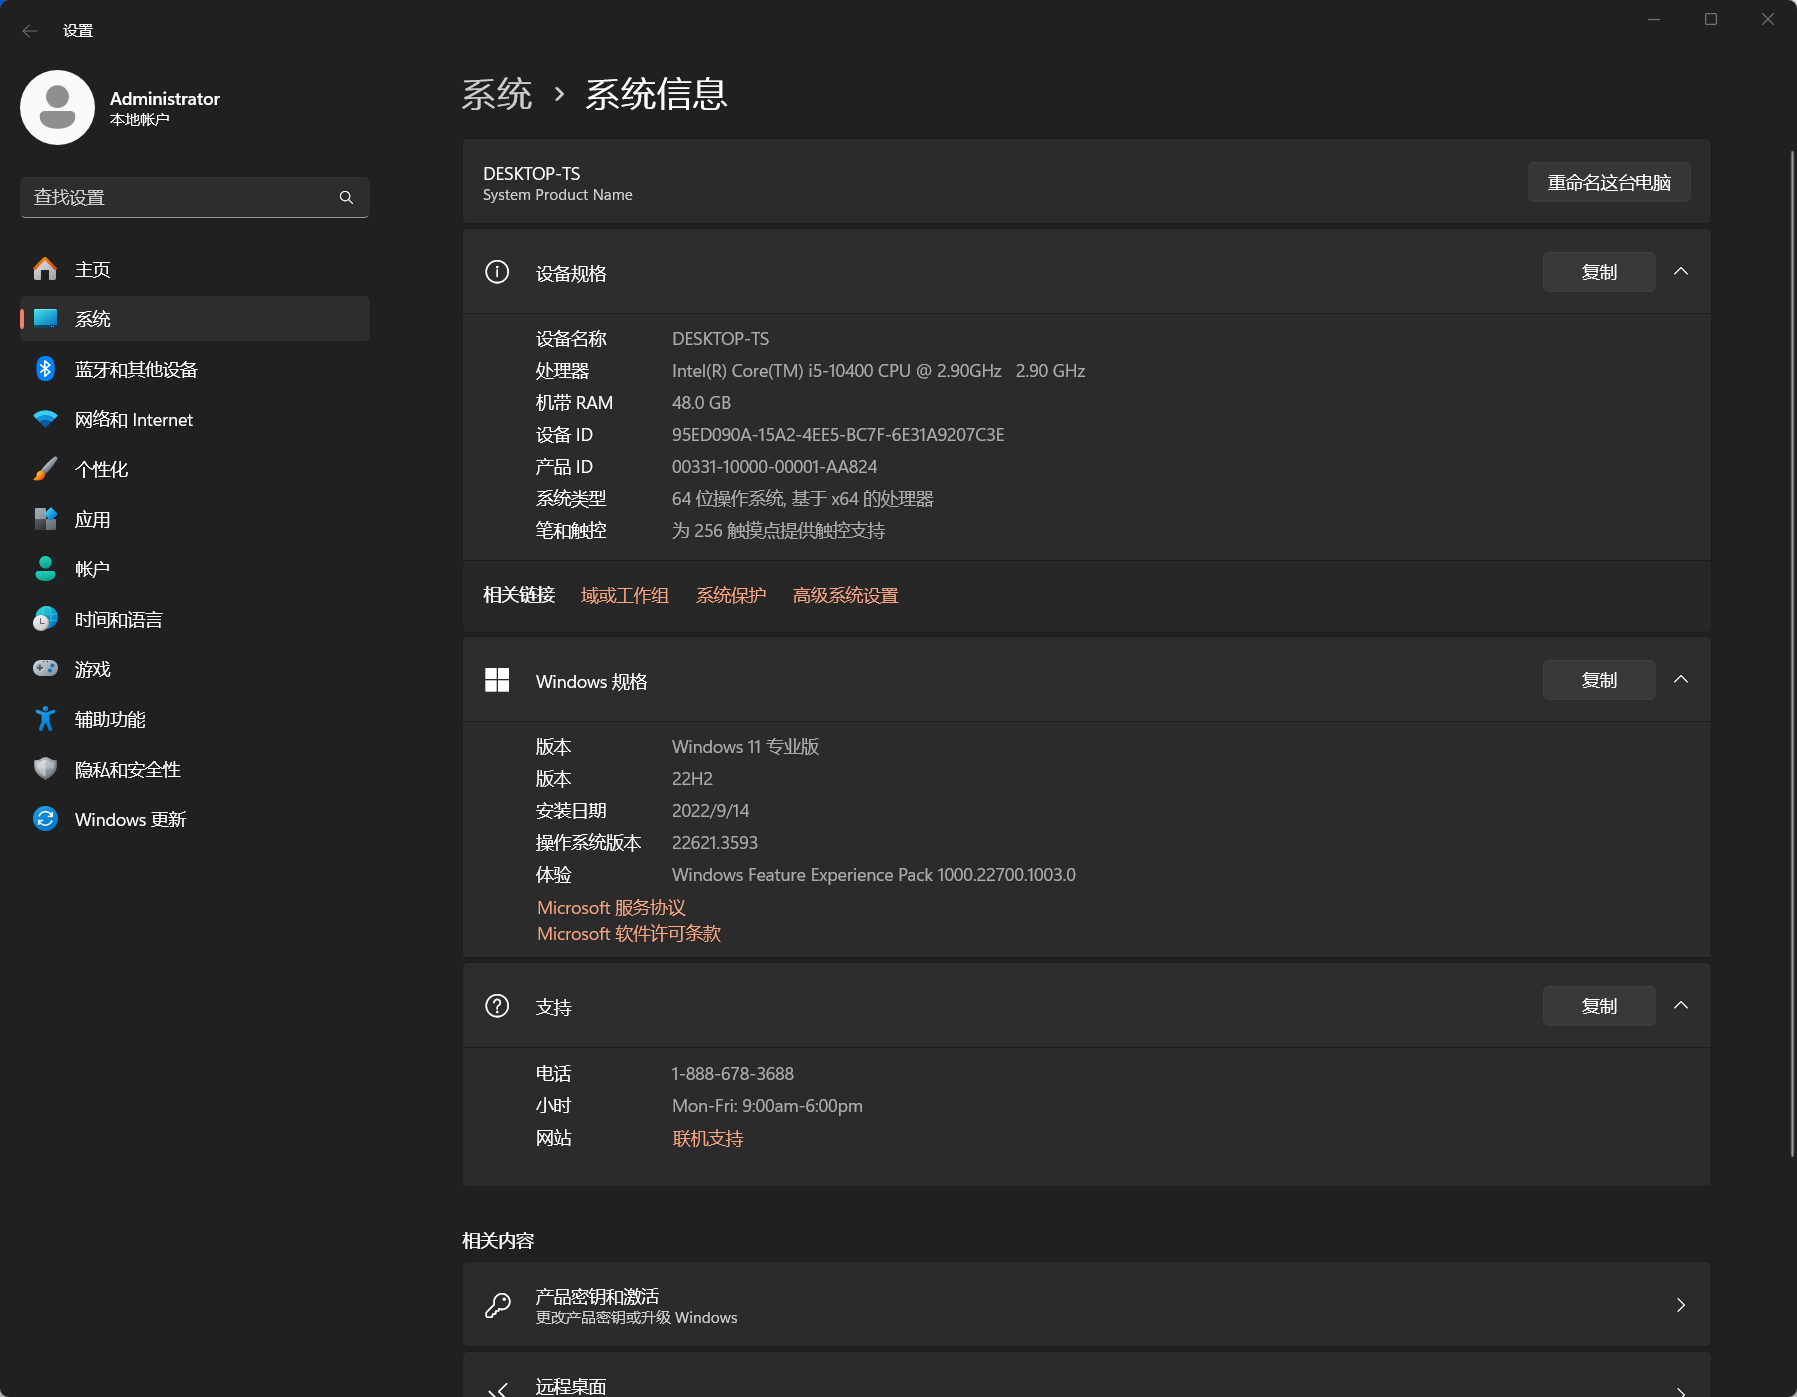 设置
Administrator
本地帐户
查找设置
主页
系统
蓝牙和其他设备
网络和 Internet
个性化
应用
帐户
时间和语言
游戏
辅助功能
隐私和安全性
Windows 更新
系统 › 系统信息
DESKTOP-TS
System Product Name
重命名这台电脑
设备规格
复制
设备名称 DESKTOP-TS
处理器 Intel(R) Core(TM) i5-10400 CPU @ 2.90GHz 2.90 GHz
机带 RAM 48.0 GB
设备 ID 95ED090A-15A2-4EE5-BC7F-6E31A9207C3E
产品 ID 00331-10000-00001-AA824
系统类型 64 位操作系统, 基于 x64 的处理器
笔和触控 为 256 触摸点提供触控支持
相关链接 域或工作组 系统保护 高级系统设置
Windows 规格
复制
版本 Windows 11 专业版
版本 22H2
安装日期 2022/9/14
操作系统版本 22621.3593
体验 Windows Feature Experience Pack 1000.22700.1003.0
Microsoft 服务协议
Microsoft 软件许可条款
支持
复制
电话 1-888-678-3688
小时 Mon-Fri: 9:00am-6:00pm
网站 联机支持
相关内容
产品密钥和激活
更改产品密钥或升级 Windows
远程桌面